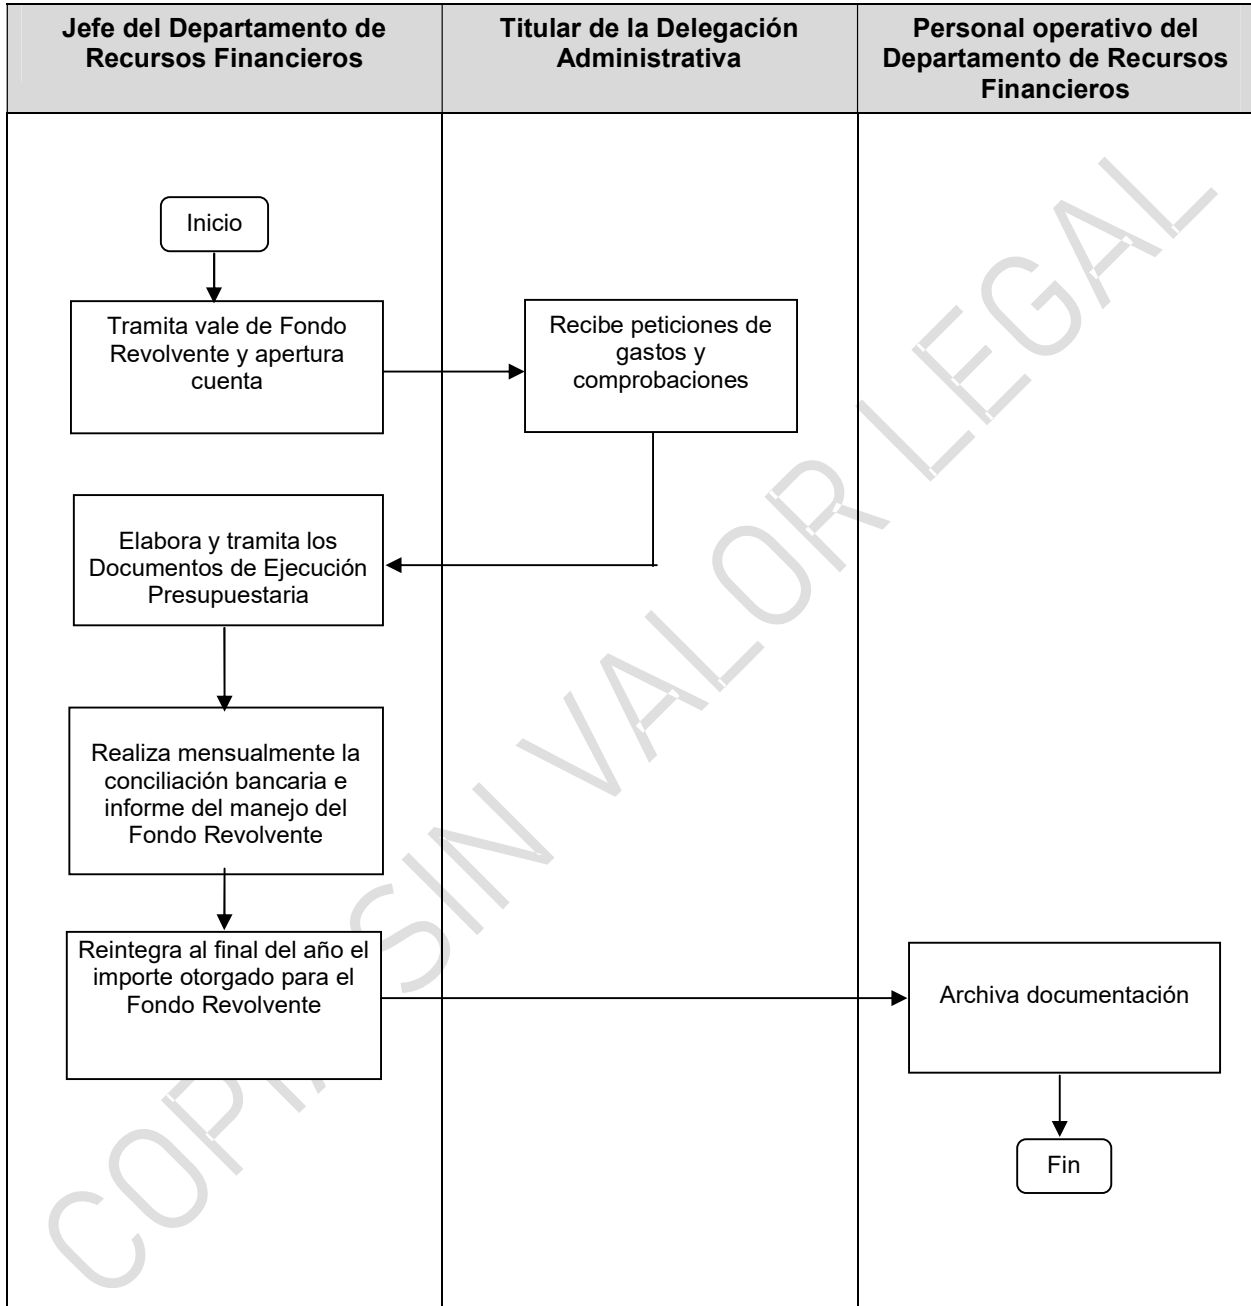 Jefe del Departamento de
Recursos Financieros
Titular de la Delegación
Administrativa
Personal operativo del
Departamento de Recursos
Financieros
Inicio
Tramita vale de Fondo
Revolvente y apertura
cuenta
Recibe peticiones de
gastos y
comprobaciones
Elabora y tramita los
Documentos de Ejecución
Presupuestaria
Realiza mensualmente la
conciliación bancaria e
informe del manejo del
Fondo Revolvente
Reintegra al final del año el
importe otorgado para el
Fondo Revolvente
Archiva documentación
Fin
COPIA SIN VALOR LEGAL